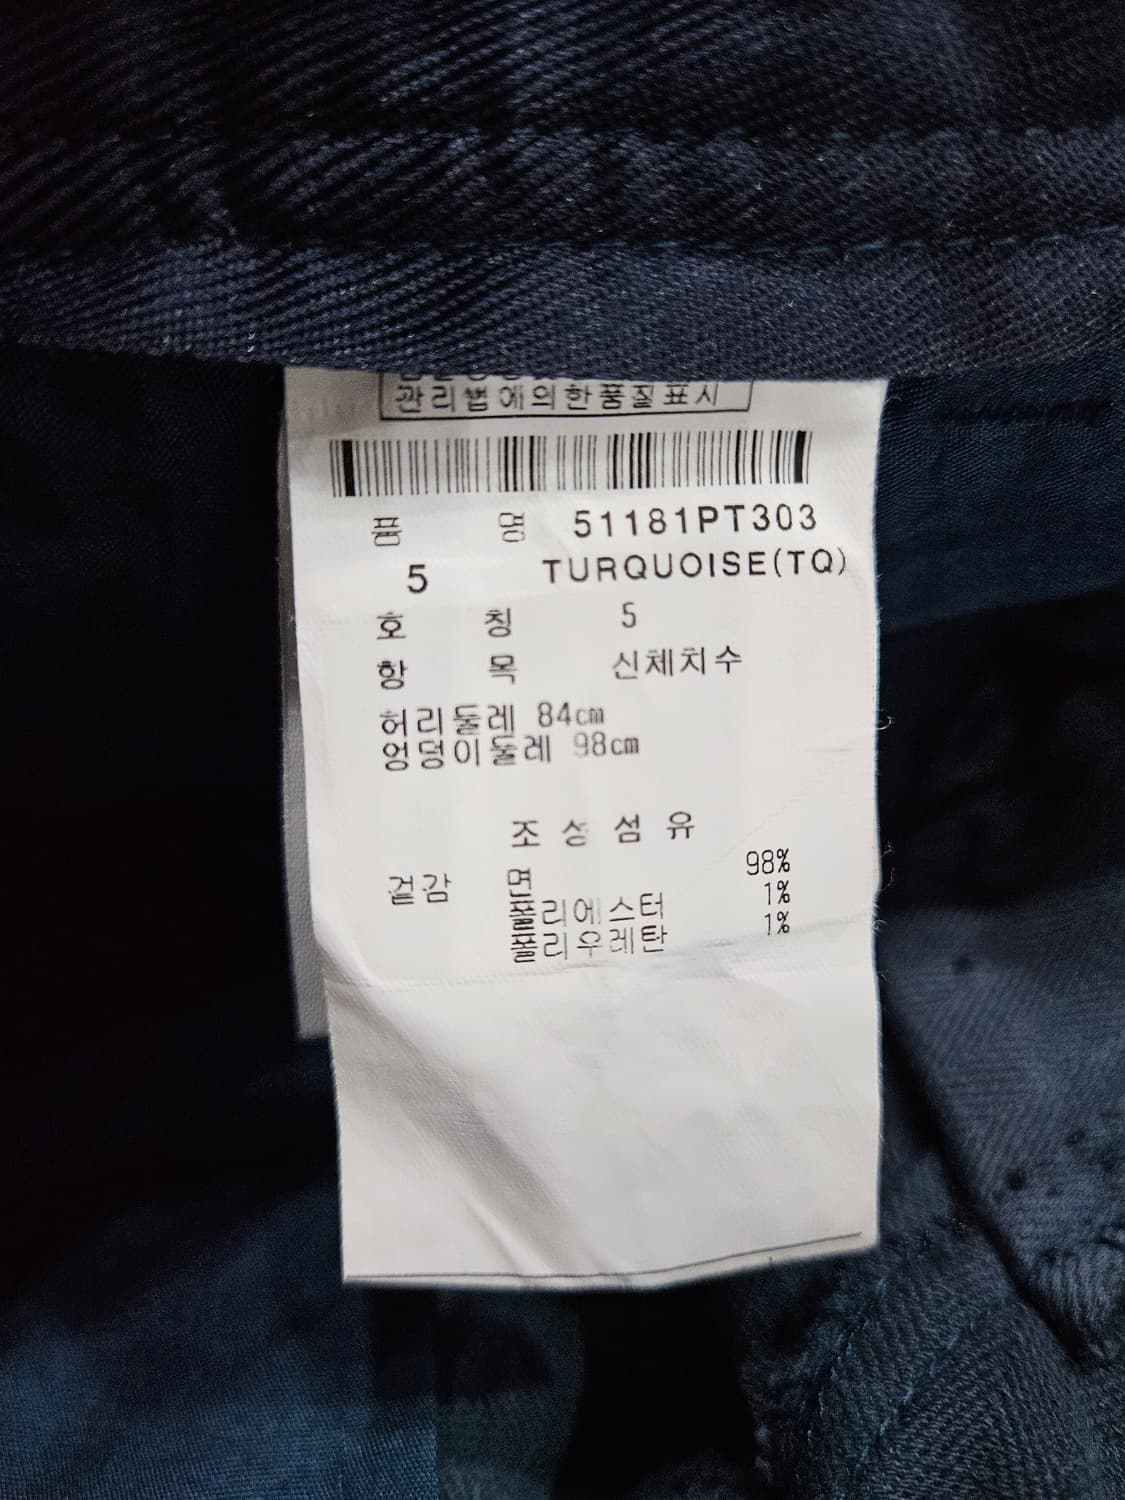 관리법에의한품질표시
품 명 51181PT303
5 TURQUOISE(TQ)
호 칭 5
항 목 신체치수
허리둘레 84cm
엉덩이둘레 98cm
조 성 섬 유
겉감 면 98%
폴리에스터 1%
폴리우레탄 1%